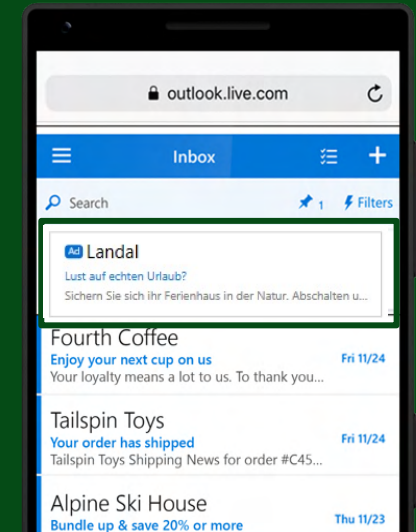 outlook.live.com
Inbox
Search
1
Filters
Ad Landal
Lust auf echten Urlaub?
Sichern Sie sich ihr Ferienhaus in der Natur. Abschalten u...
Fourth Coffee
Enjoy your next cup on us Fri 11/24
Your loyalty means a lot to us. To thank you...
Tailspin Toys
Your order has shipped Fri 11/24
Tailspin Toys Shipping News for order #C45...
Alpine Ski House
Bundle up & save 20% or more Thu 11/23